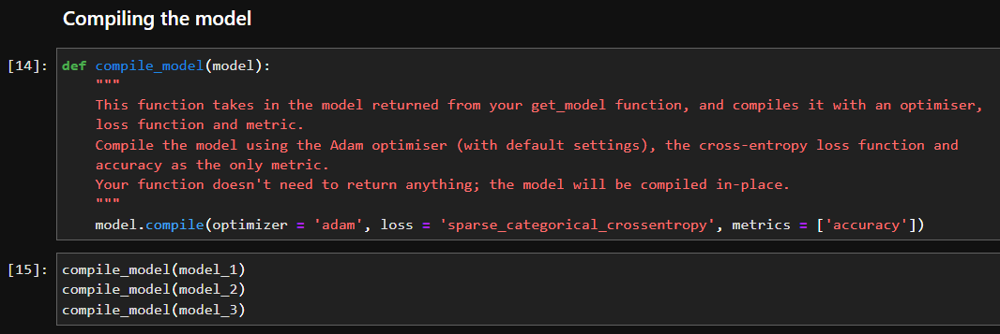 Compiling the model
[14]: def compile_model(model):
"""
This function takes in the model returned from your get_model function, and compiles it with an optimiser,
loss function and metric.
Compile the model using the Adam optimiser (with default settings), the cross-entropy loss function and
accuracy as the only metric.
Your function doesn't need to return anything; the model will be compiled in-place.
"""
model.compile(optimizer = 'adam', loss = 'sparse_categorical_crossentropy', metrics = ['accuracy'])
[15]: compile_model(model_1)
compile_model(model_2)
compile_model(model_3)